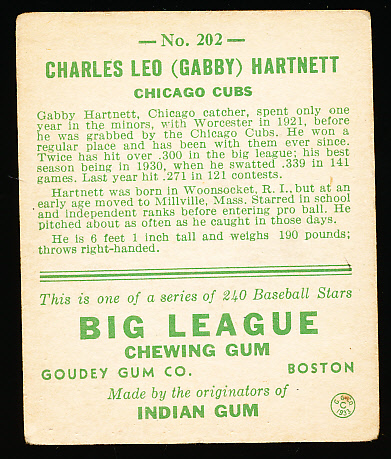 — No. 202 —
CHARLES LEO (GABBY) HARTNETT
CHICAGO CUBS
Gabby Hartnett, Chicago catcher, spent only one
year in the minors, with Worcester in 1921, before
he was grabbed by the Chicago Cubs. He won a
regular place and has been with them ever since.
Twice has hit over .300 in the big league; his best
season being in 1930, when he swatted .339 in 141
games. Last year hit .271 in 121 contests.
Hartnett was born in Woonsocket, R. I., but at an
early age moved to Millville, Mass. Starred in school
and independent ranks before entering pro ball. He
pitched about as often as he caught in those days.
He is 6 feet 1 inch tall and weighs 190 pounds;
throws right-handed.
This is one of a series of 240 Baseball Stars
BIG LEAGUE
CHEWING GUM
GOUDEY GUM CO. BOSTON
Made by the originators of
INDIAN GUM
C
1933